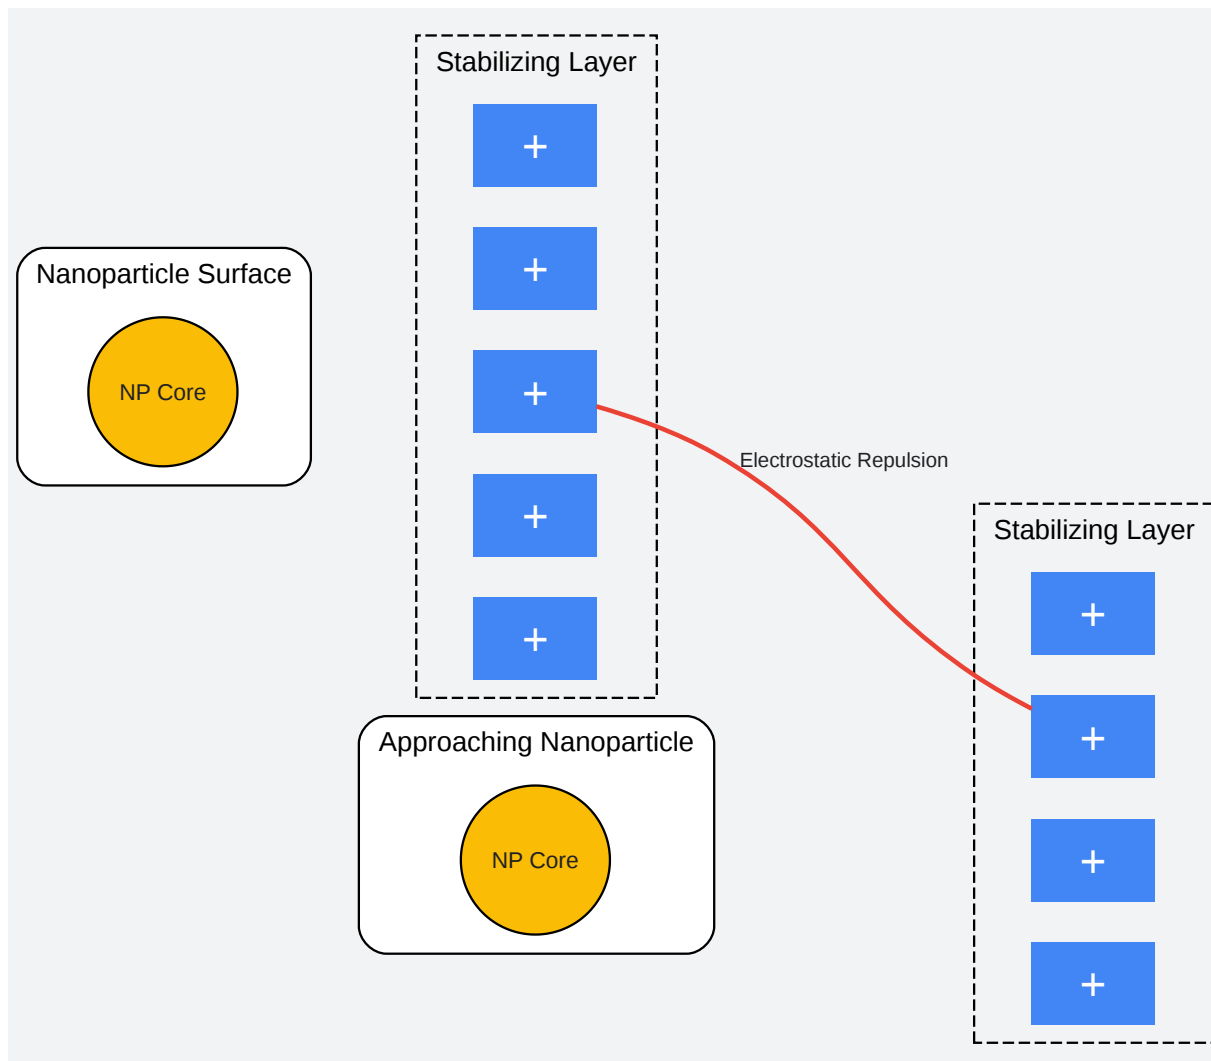 Stabilizing Layer
+
+
Nanoparticle Surface
NP Core
+
+
+
Electrostatic Repulsion
Approaching Nanoparticle
NP Core
Stabilizing Layer
+
+
+
+